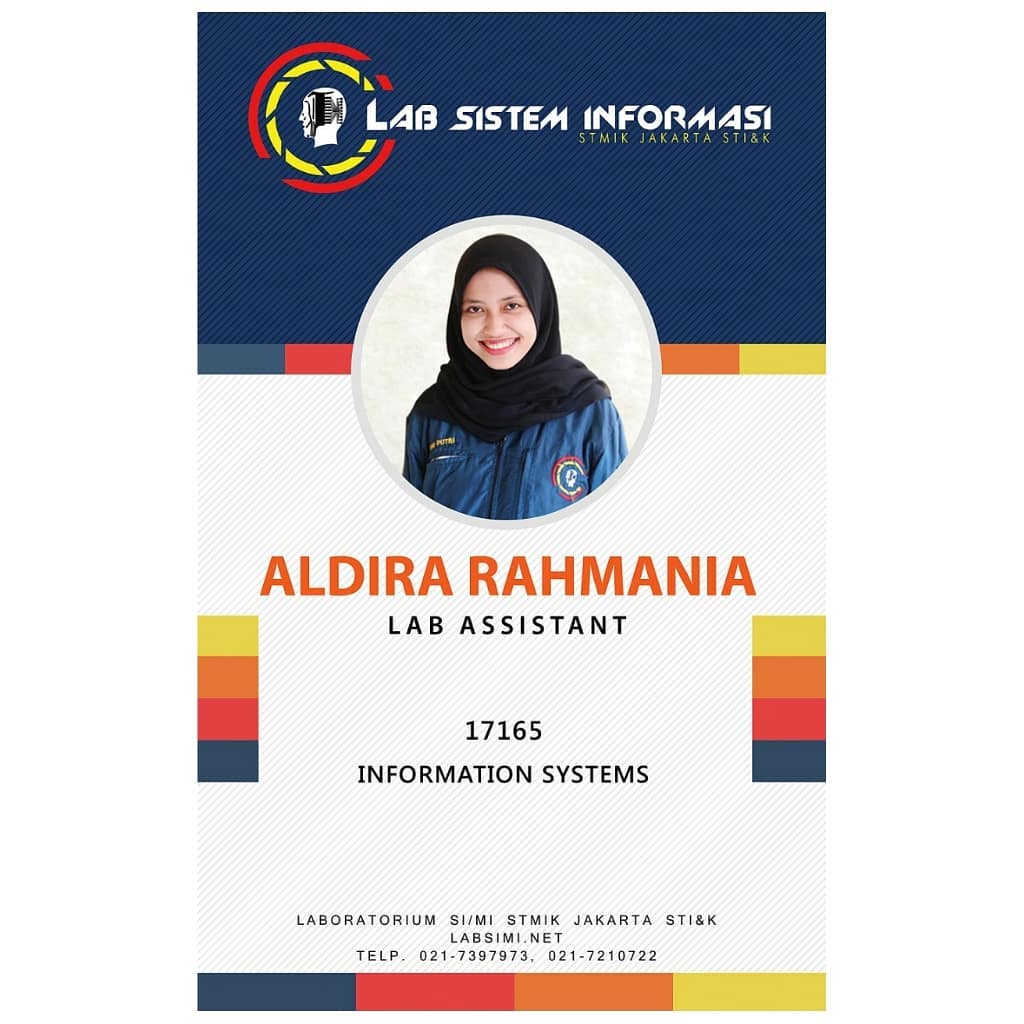 LAB SISTEM INFORMASI
STMIK JAKARTA STI&K
PUTRI
ALDIRA RAHMANIA
LAB ASSISTANT
17165
INFORMATION SYSTEMS
LABORATORIUM SI/MI STMIK JAKARTA STI&K
LABSIMI.NET
TELP. 021-7397973, 021-7210722